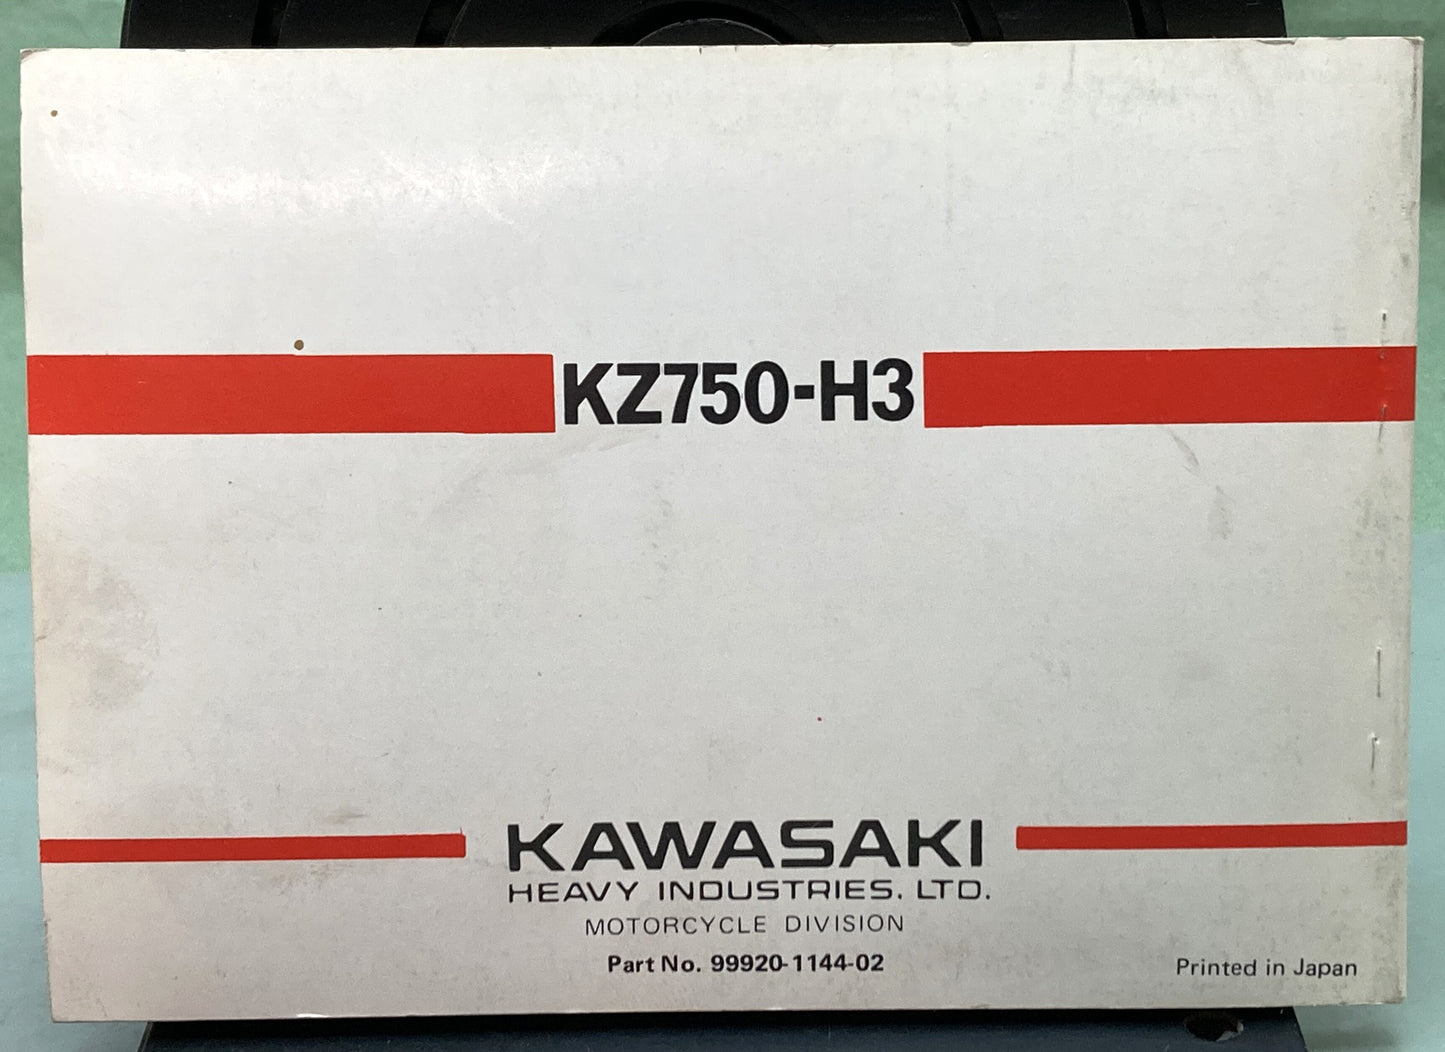 KZ750-H3
KAWASAKI
HEAVY INDUSTRIES, LTD.
MOTORCYCLE DIVISION
Part No. 99920-1144-02
Printed in Japan